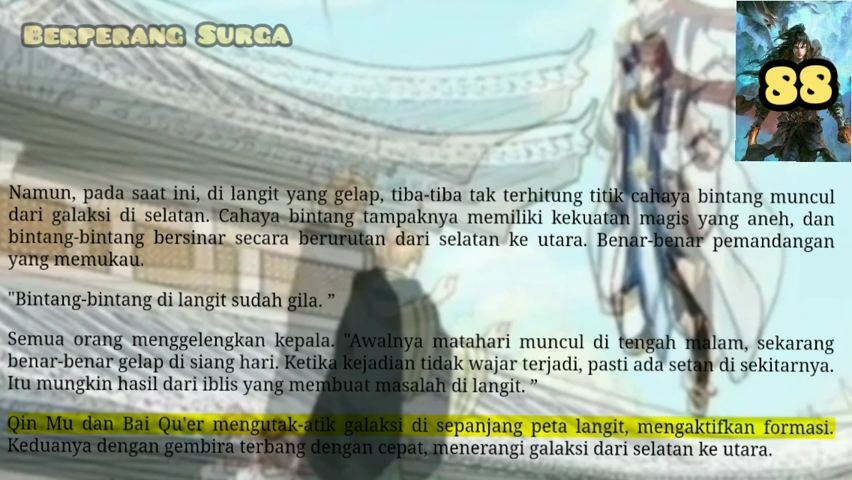 Berperang Surga
88
Namun, pada saat ini, di langit yang gelap, tiba-tiba tak terhitung titik cahaya bintang muncul
dari galaksi di selatan. Cahaya bintang tampaknya memiliki kekuatan magis yang aneh, dan
bintang-bintang bersinar secara berurutan dari selatan ke utara. Benar-benar pemandangan
yang memukau.
"Bintang-bintang di langit sudah gila. ”
Semua orang menggelengkan kepala. "Awalnya matahari muncul di tengah malam, sekarang
benar-benar gelap di siang hari. Ketika kejadian tidak wajar terjadi, pasti ada setan di sekitarnya.
Itu mungkin hasil dari iblis yang membuat masalah di langit. ”
Qin Mu dan Bai Qu'er mengutak-atik galaksi di sepanjang peta langit, mengaktifkan formasi.
Keduanya dengan gembira terbang dengan cepat, menerangi galaksi dari selatan ke utara.